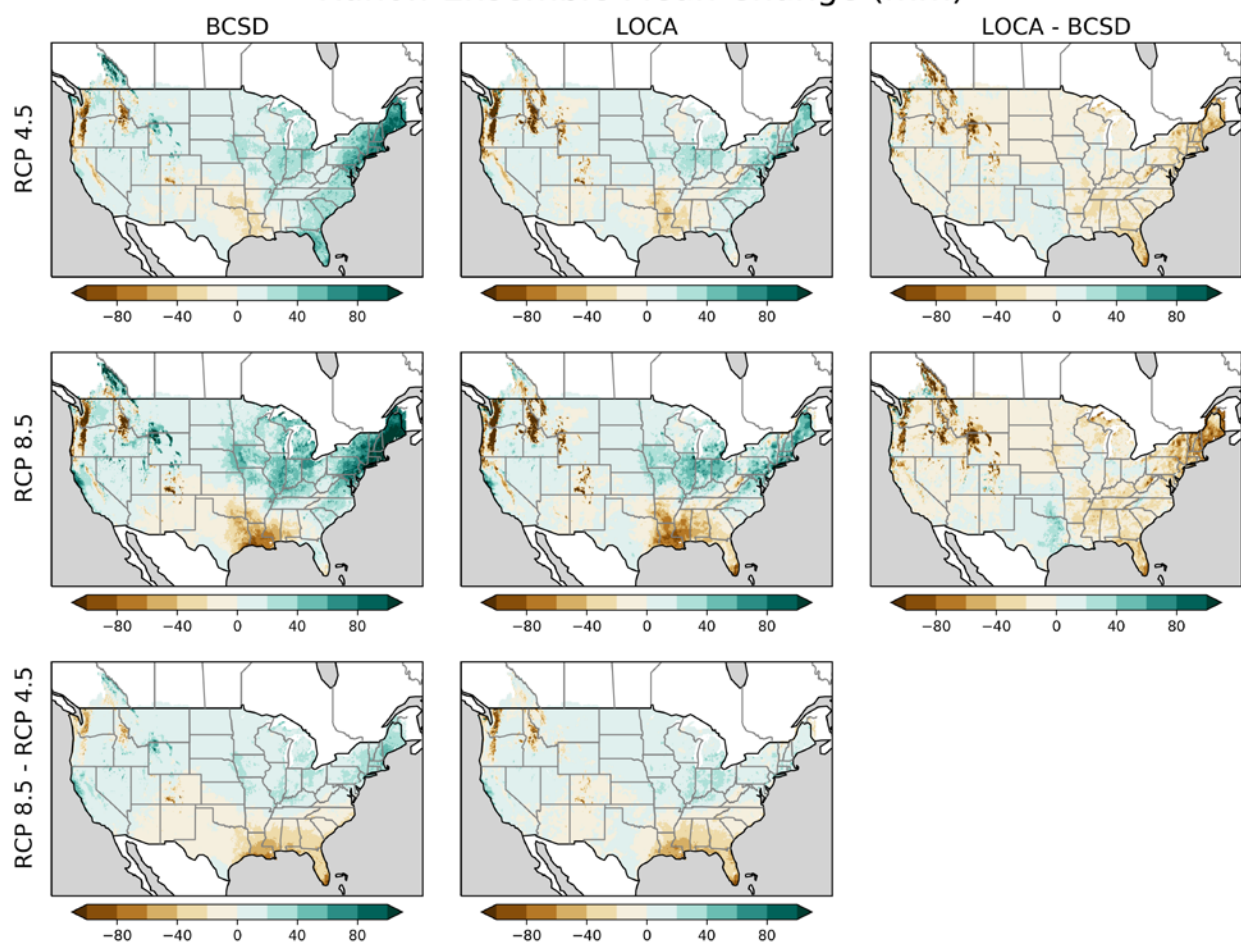 BCSD LOCA LOCA - BCSD
RCP 4.5
−80 −40 0 40 80 −80 −40 0 40 80 −80 −40 0 40 80
RCP 8.5
−80 −40 0 40 80 −80 −40 0 40 80 −80 −40 0 40 80
RCP 8.5 - RCP 4.5
−80 −40 0 40 80 −80 −40 0 40 80